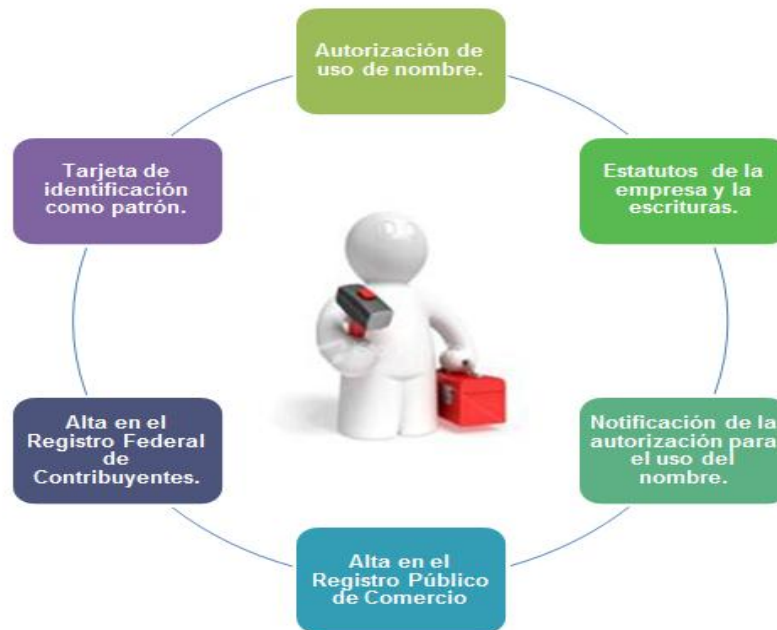 Autorización de
uso de nombre.
Estatutos de la
empresa y la
escrituras.
Notificación de la
autorización para
el uso del
nombre.
Alta en el
Registro Público
de Comercio
Alta en el
Registro Federal
de
Contribuyentes.
Tarjeta de
identificación
como patrón.